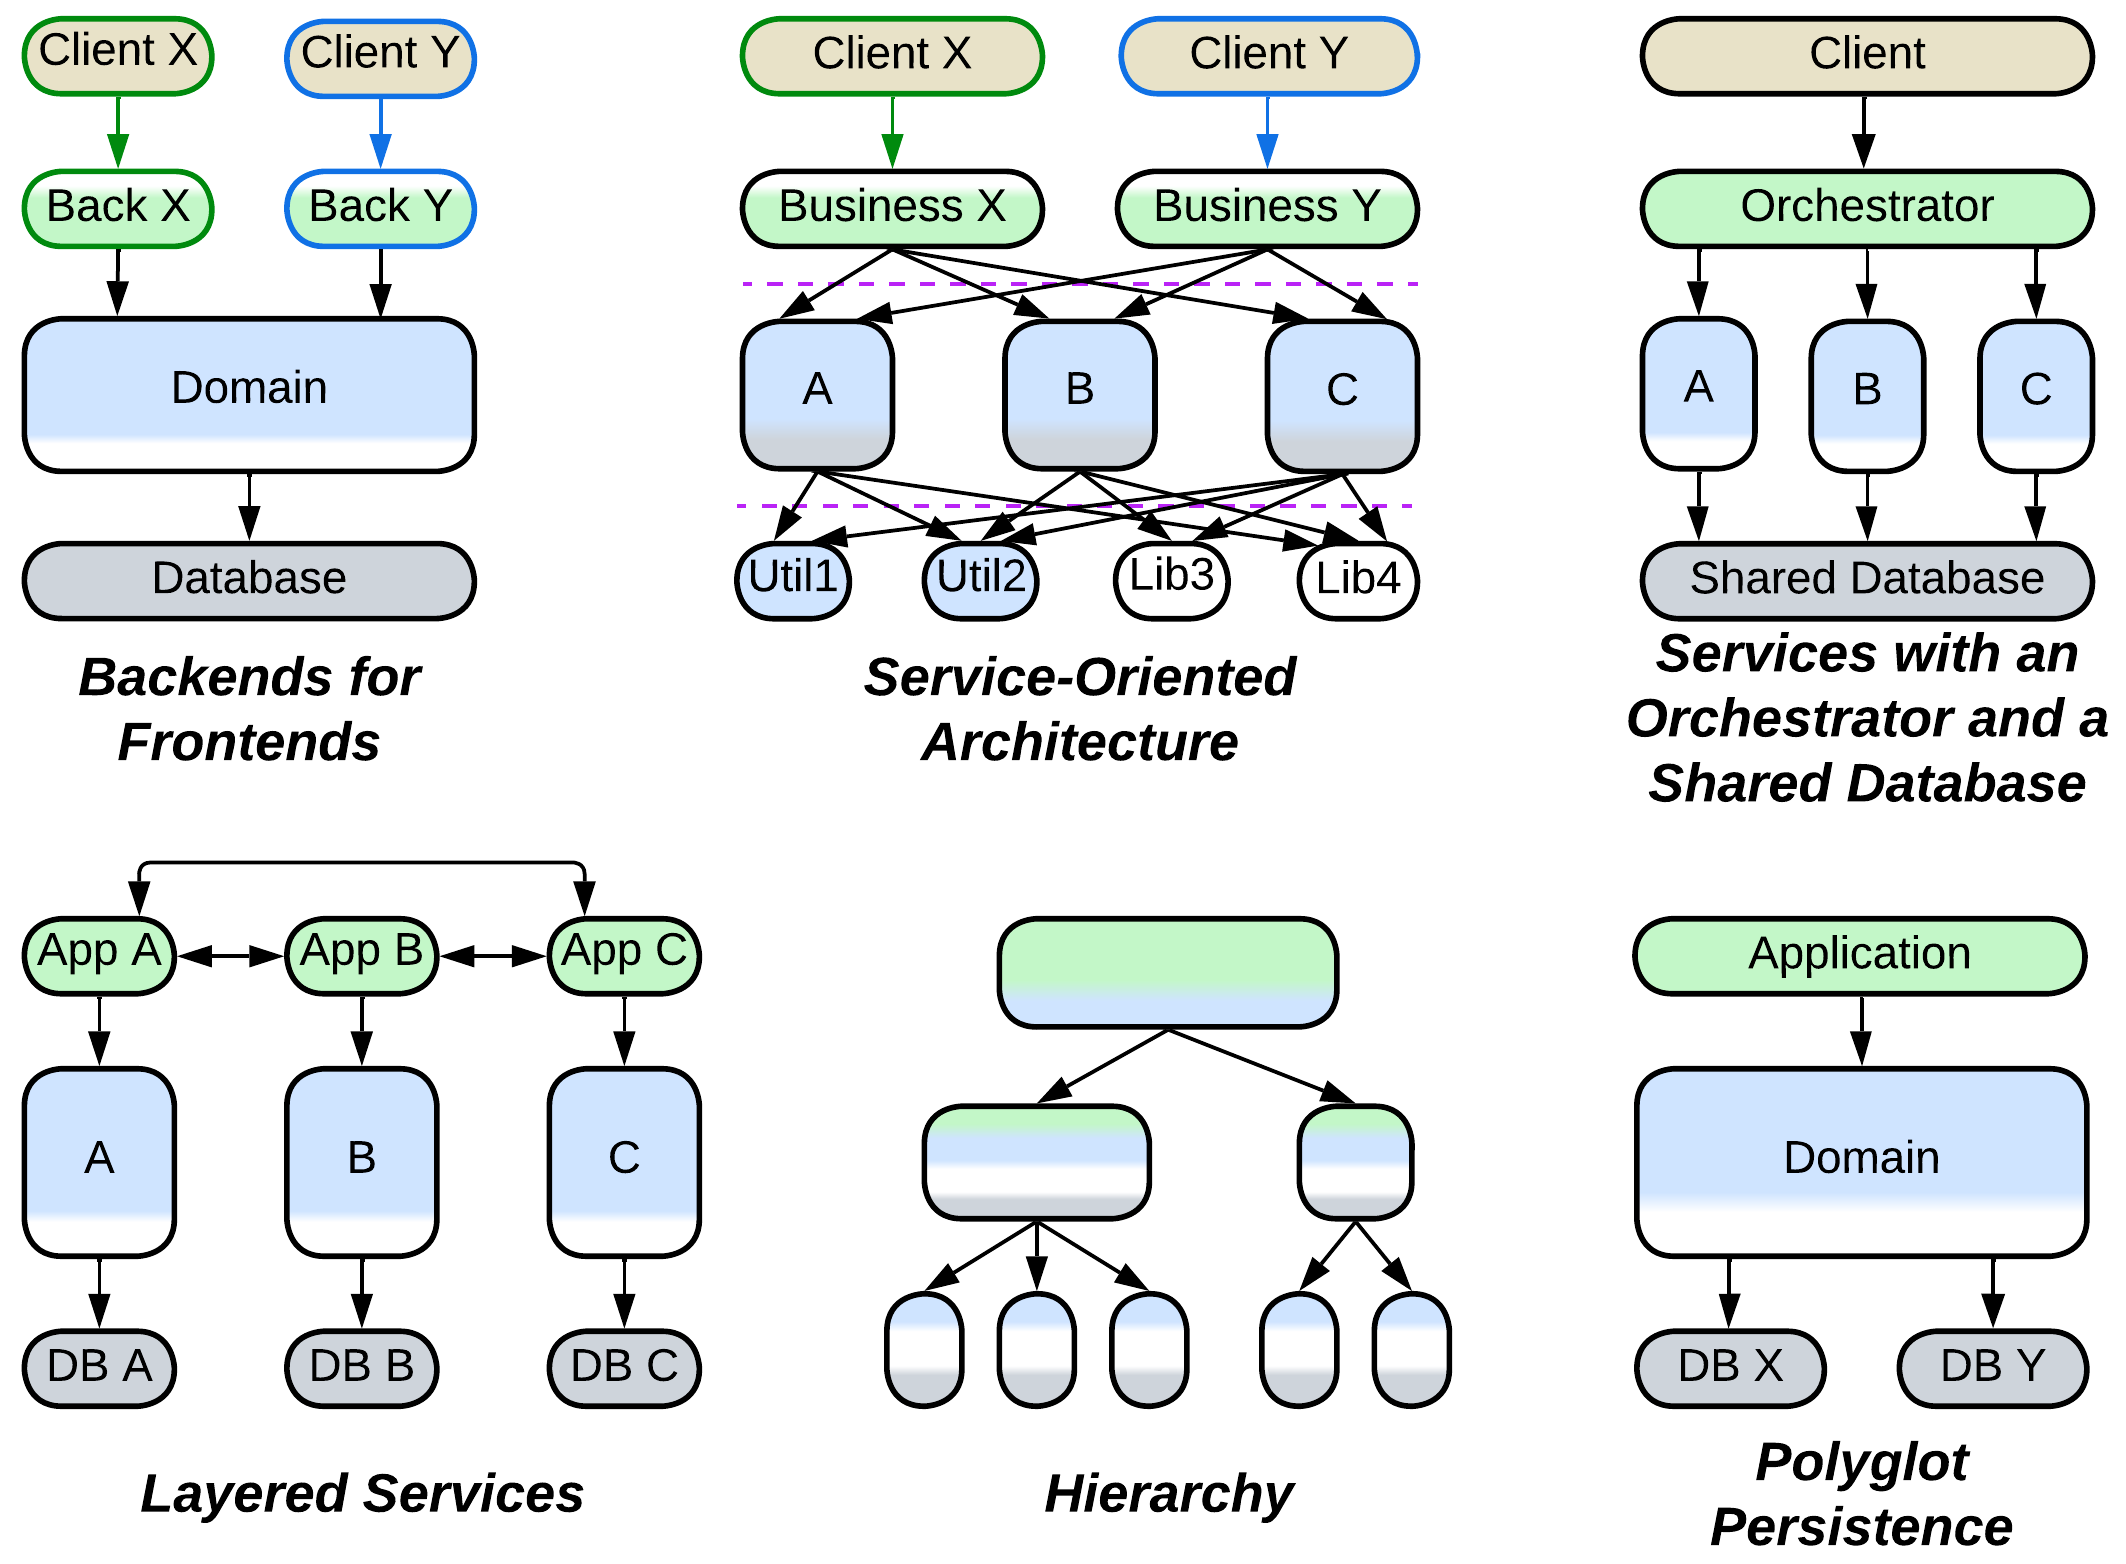 Client X
Client Y
Back X
Back Y
Domain
Database
Backends for
Frontends
Client X
Client Y
Business X
Business Y
A
B
C
Util1
Util2
Lib3
Lib4
Service-Oriented
Architecture
Client
Orchestrator
A
B
C
Shared Database
Services with an
Orchestrator and a
Shared Database
App A
App B
App C
A
B
C
DB A
DB B
DB C
Layered Services
Hierarchy
Application
Domain
DB X
DB Y
Polyglot
Persistence